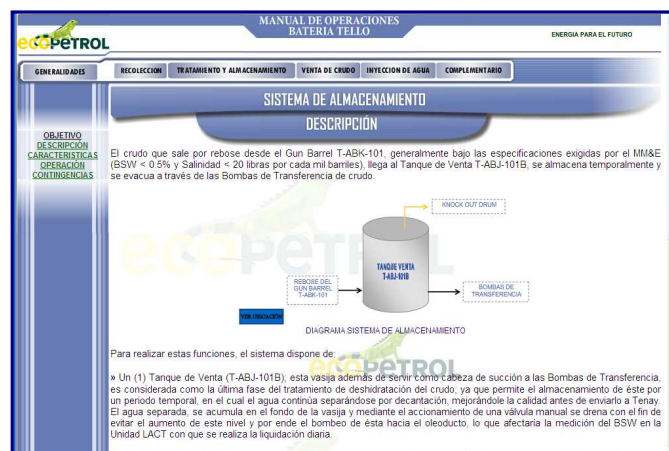 MANUAL DE OPERACIONES
BATERIA TELLO
ecopetrol
ENERGIA PARA EL FUTURO
GENERALIDADES
RECOLECCION TRATAMIENTO Y ALMACENAMIENTO VENTA DE CRUDO INYECCION DE AGUA COMPLEMENTARIO
SISTEMA DE ALMACENAMIENTO
DESCRIPCIÓN
OBJETIVO
DESCRIPCIÓN
CARACTERISTICAS
OPERACIÓN
CONTINGENCIAS
El crudo que sale por rebose desde el Gun Barrel T-ABK-101, generalmente bajo las especificaciones exigidas por el MM&E
(BSW < 0.5% y Salinidad < 20 libras por cada mil barriles), llega al Tanque de Venta T-ABJ-101B, se almacena temporalmente y
se evacua a través de las Bombas de Transferencia de crudo.
KNOCK OUT DRUM
TANQUE VENTA
T-ABJ-101B
REBOSE DEL
GUN BARREL
T-ABK-101
BOMBAS DE
TRANSFERENCIA
VER UBICACIÓN
DIAGRAMA SISTEMA DE ALMACENAMIENTO
ecopetrol
Para realizar estas funciones, el sistema dispone de:
ecopetrol
» Un (1) Tanque de Venta (T-ABJ-101B); esta vasija además de servir como cabeza de succión a las Bombas de Transferencia,
es considerada como la última fase del tratamiento de deshidratación del crudo; ya que permite el almacenamiento de éste por
un periodo temporal, en el cual el agua continúa separándose por decantación, mejorándole la calidad antes de enviarlo a Tenay.
El agua separada, se acumula en el fondo de la vasija y mediante el accionamiento de una válvula manual se drena con el fin de
evitar el aumento de este nivel y por ende el bombeo de ésta hacia el oleoducto, lo que afectaría la medición del BSW en la
Unidad LACT con que se realiza la liquidación diaria.